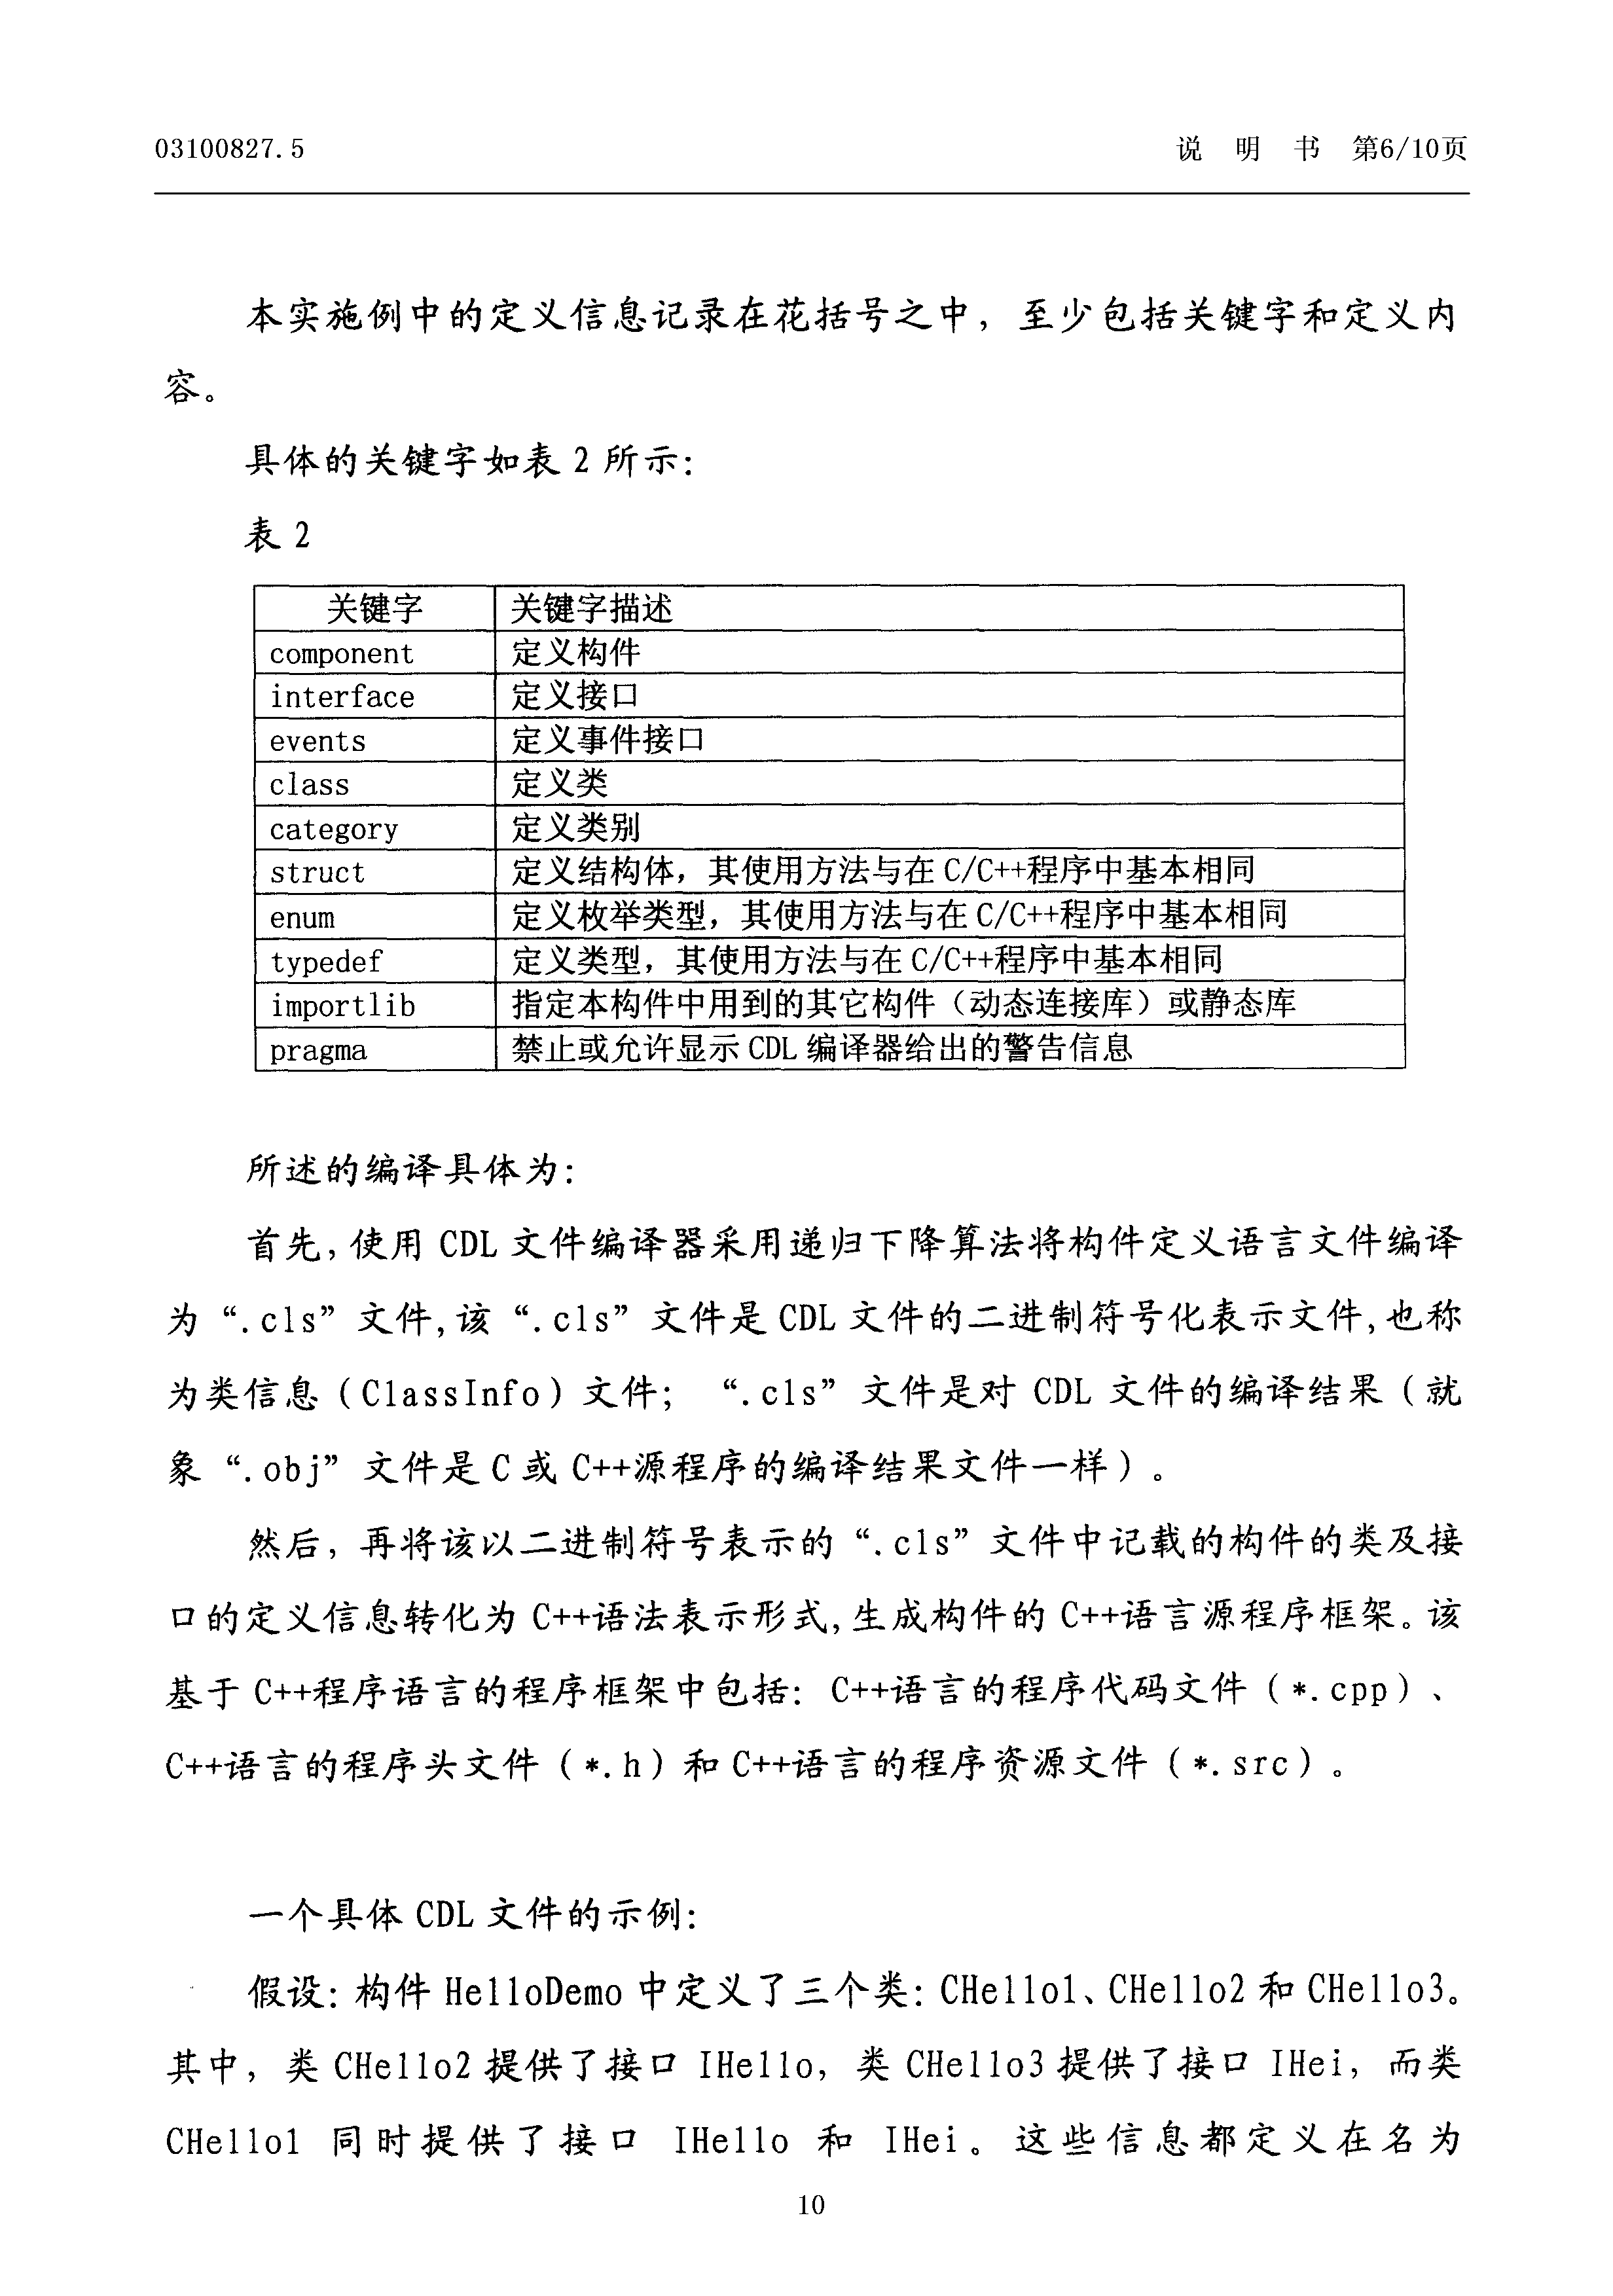 03100827.5 说 明 书 第6/10页
本实施例中的定义信息记录在花括号之中，至少包括关键字和定义内
容。
具体的关键字如表 2 所示：
表 2
关键字 关键字描述
component 定义构件
interface 定义接口
events 定义事件接口
class 定义类
category 定义类别
struct 定义结构体，其使用方法与在 C/C++程序中基本相同
enum 定义枚举类型，其使用方法与在 C/C++程序中基本相同
typedef 定义类型，其使用方法与在 C/C++程序中基本相同
importlib 指定本构件中用到的其它构件（动态连接库）或静态库
pragma 禁止或允许显示 CDL 编译器给出的警告信息
所述的编译具体为：
首先，使用 CDL 文件编译器采用递归下降算法将构件定义语言文件编译
为“.cls”文件,该“.cls”文件是 CDL 文件的二进制符号化表示文件,也称
为类信息（ClassInfo）文件；“.cls”文件是对 CDL 文件的编译结果（就
象“.obj”文件是 C 或 C++源程序的编译结果文件一样）。
然后，再将该以二进制符号表示的“.cls”文件中记载的构件的类及接
口的定义信息转化为 C++语法表示形式,生成构件的 C++语言源程序框架。该
基于 C++程序语言的程序框架中包括：C++语言的程序代码文件（*.cpp）、
C++语言的程序头文件（*.h）和 C++语言的程序资源文件（*.src）。
一个具体 CDL 文件的示例：
假设：构件 HelloDemo 中定义了三个类：CHello1、CHello2 和 CHello3。
其中，类 CHello2 提供了接口 IHello，类 CHello3 提供了接口 IHei，而类
CHello1 同时提供了接口 IHello 和 IHei。这些信息都定义在名为
10